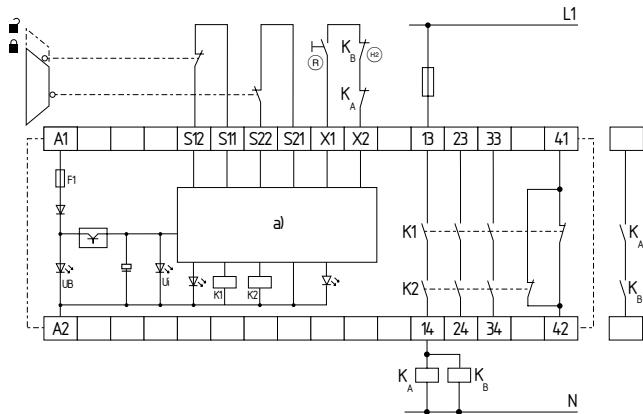 L1
K B H2
R
K A
A1 S12 S11 S22 S21 X1 X2 13 23 33 41
F1
a)
K1
K A
UB Ui K1 K2
K2
K B
A2 14 24 34 42
K A K B
N